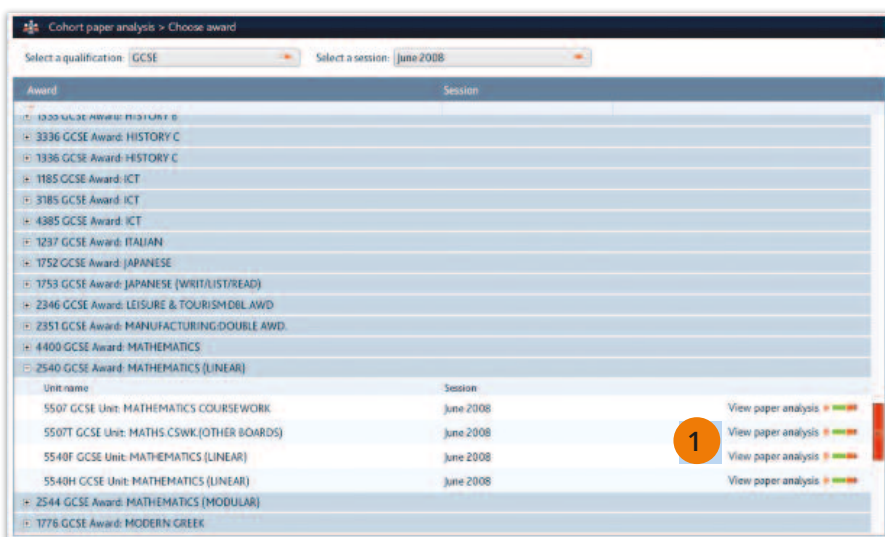 Cohort paper analysis > Choose award
Select a qualification: GCSE Select a session: June 2008
Award Session
1335 GCSE Award: HISTORY B
3336 GCSE Award: HISTORY C
1336 GCSE Award: HISTORY C
1185 GCSE Award: ICT
3185 GCSE Award: ICT
4385 GCSE Award: ICT
1237 GCSE Award: ITALIAN
1752 GCSE Award: JAPANESE
1753 GCSE Award: JAPANESE (WRIT/LIST/READ)
2346 GCSE Award: LEISURE & TOURISM:DBL AWD
2351 GCSE Award: MANUFACTURING:DOUBLE AWD.
4400 GCSE Award: MATHEMATICS
2540 GCSE Award: MATHEMATICS (LINEAR)
Unit name Session
5507 GCSE Unit: MATHEMATICS COURSEWORK June 2008 View paper analysis
5507T GCSE Unit: MATHS.CSWK.(OTHER BOARDS) June 2008 1 View paper analysis
5540F GCSE Unit: MATHEMATICS (LINEAR) June 2008 View paper analysis
5540H GCSE Unit: MATHEMATICS (LINEAR) June 2008 View paper analysis
2544 GCSE Award: MATHEMATICS (MODULAR)
1776 GCSE Award: MODERN GREEK